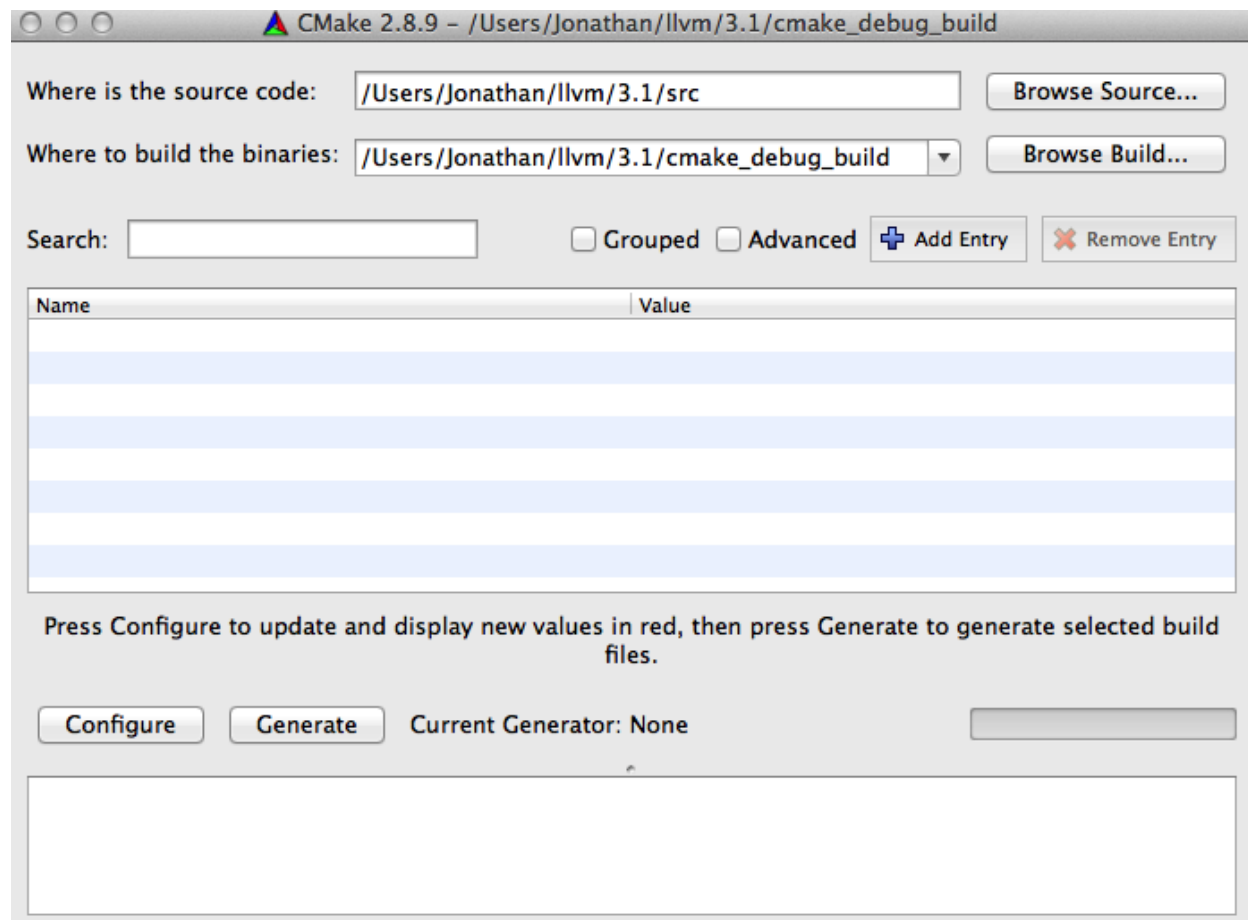 CMake 2.8.9 – /Users/Jonathan/llvm/3.1/cmake_debug_build
Where is the source code: /Users/Jonathan/llvm/3.1/src Browse Source...
Where to build the binaries: /Users/Jonathan/llvm/3.1/cmake_debug_build Browse Build...
Search: Grouped Advanced Add Entry Remove Entry
Name Value
Press Configure to update and display new values in red, then press Generate to generate selected build
files.
Configure Generate Current Generator: None